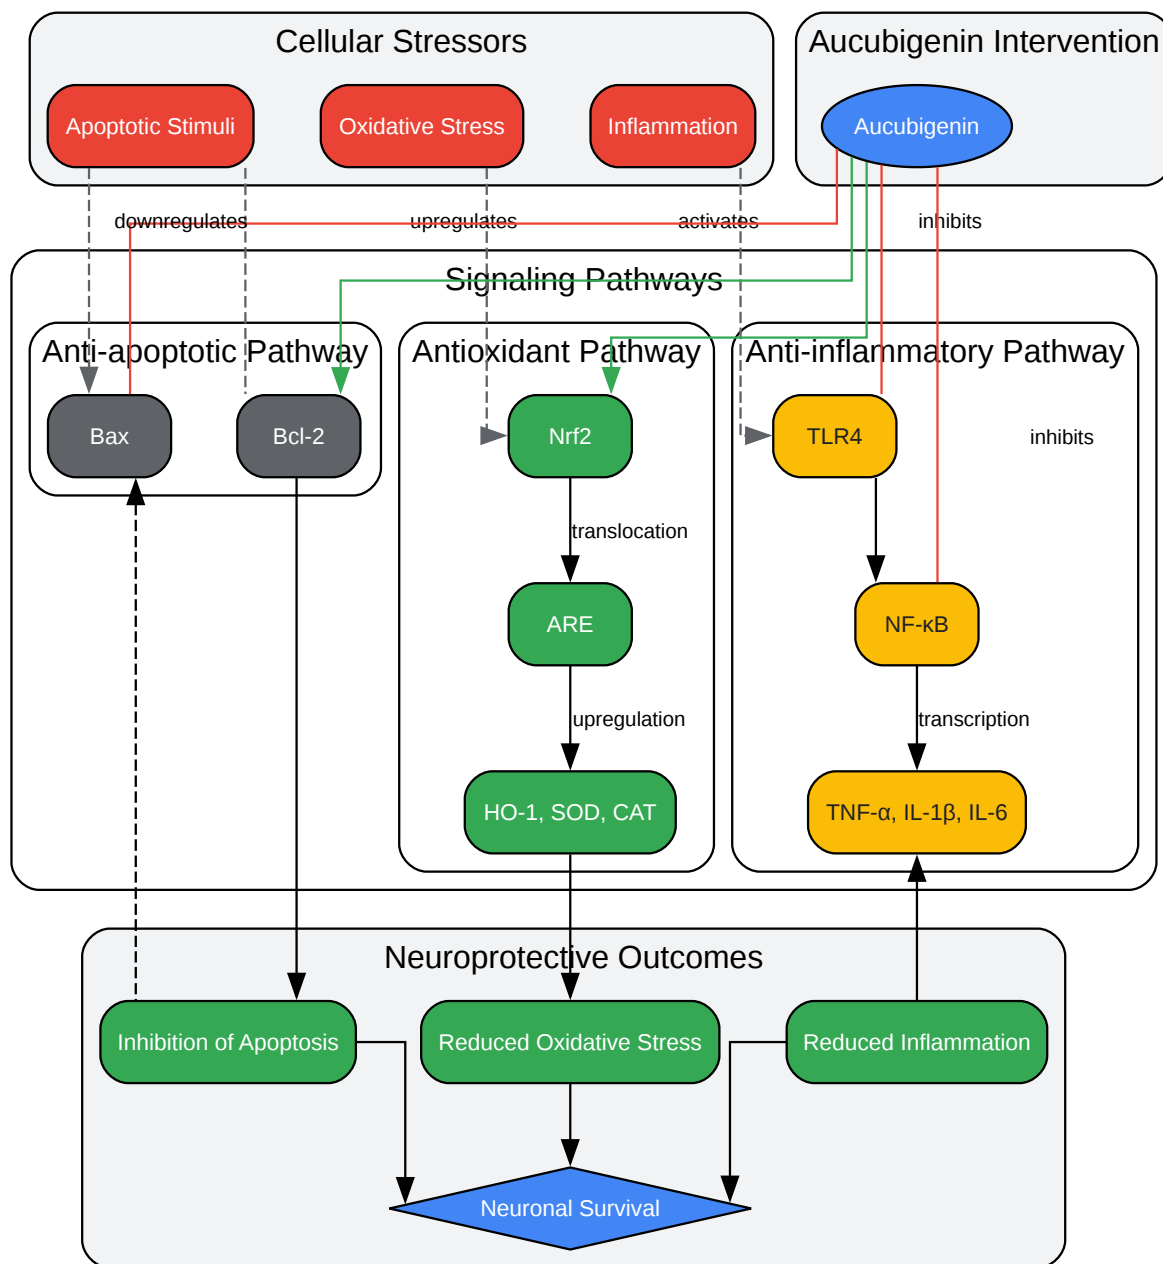 Cellular Stressors
Aucubigenin Intervention
Apoptotic Stimuli
Oxidative Stress
Inflammation
Aucubigenin
downregulates
upregulates
activates
inhibits
Signaling Pathways
Anti-apoptotic Pathway
Antioxidant Pathway
Anti-inflammatory Pathway
Bax
Bcl-2
Nrf2
TLR4
inhibits
translocation
ARE
NF-κB
upregulation
transcription
HO-1, SOD, CAT
TNF-α, IL-1β, IL-6
Neuroprotective Outcomes
Inhibition of Apoptosis
Reduced Oxidative Stress
Reduced Inflammation
Neuronal Survival